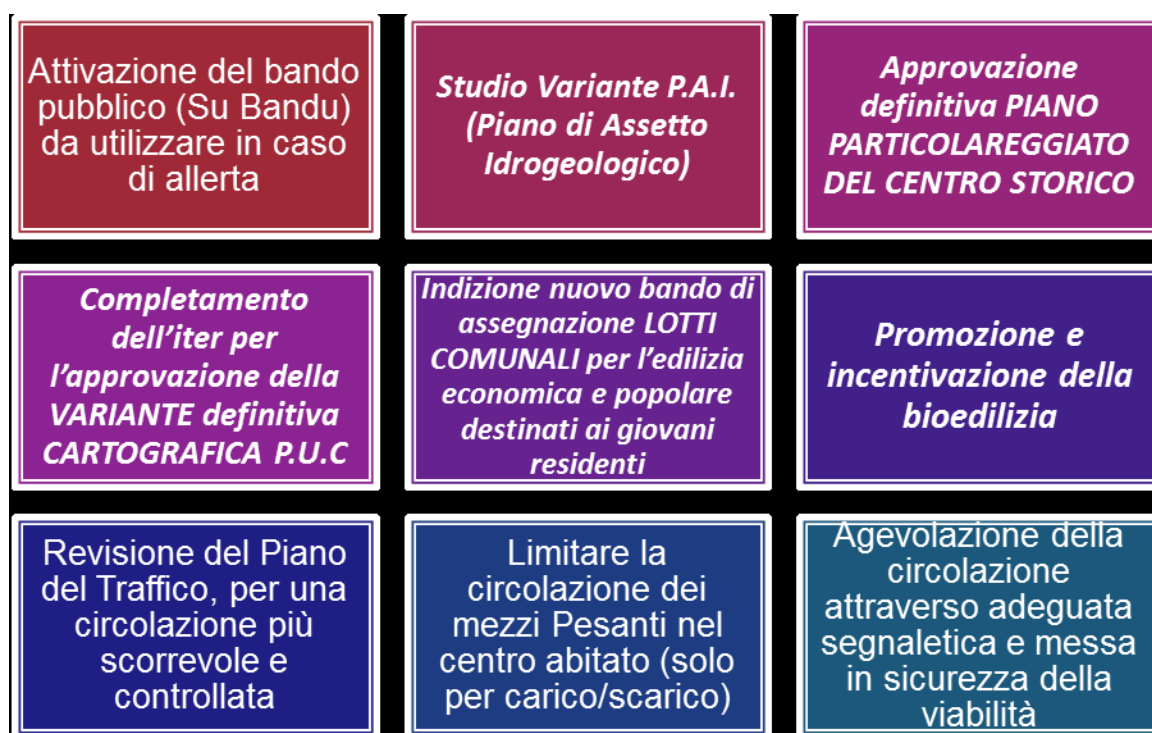 Attivazione del bando
pubblico (Su Bandu)
da utilizzare in caso
di allerta
Studio Variante P.A.I.
(Piano di Assetto
Idrogeologico)
Approvazione
definitiva PIANO
PARTICOLAREGGIATO
DEL CENTRO STORICO
Completamento
dell’iter per
l’approvazione della
VARIANTE definitiva
CARTOGRAFICA P.U.C
Indizione nuovo bando di
assegnazione LOTTI
COMUNALI per l’edilizia
economica e popolare
destinati ai giovani
residenti
Promozione e
incentivazione della
bioedilizia
Revisione del Piano
del Traffico, per una
circolazione più
scorrevole e
controllata
Limitare la
circolazione dei
mezzi Pesanti nel
centro abitato (solo
per carico/scarico)
Agevolazione della
circolazione
attraverso adeguata
segnaletica e messa
in sicurezza della
viabilità